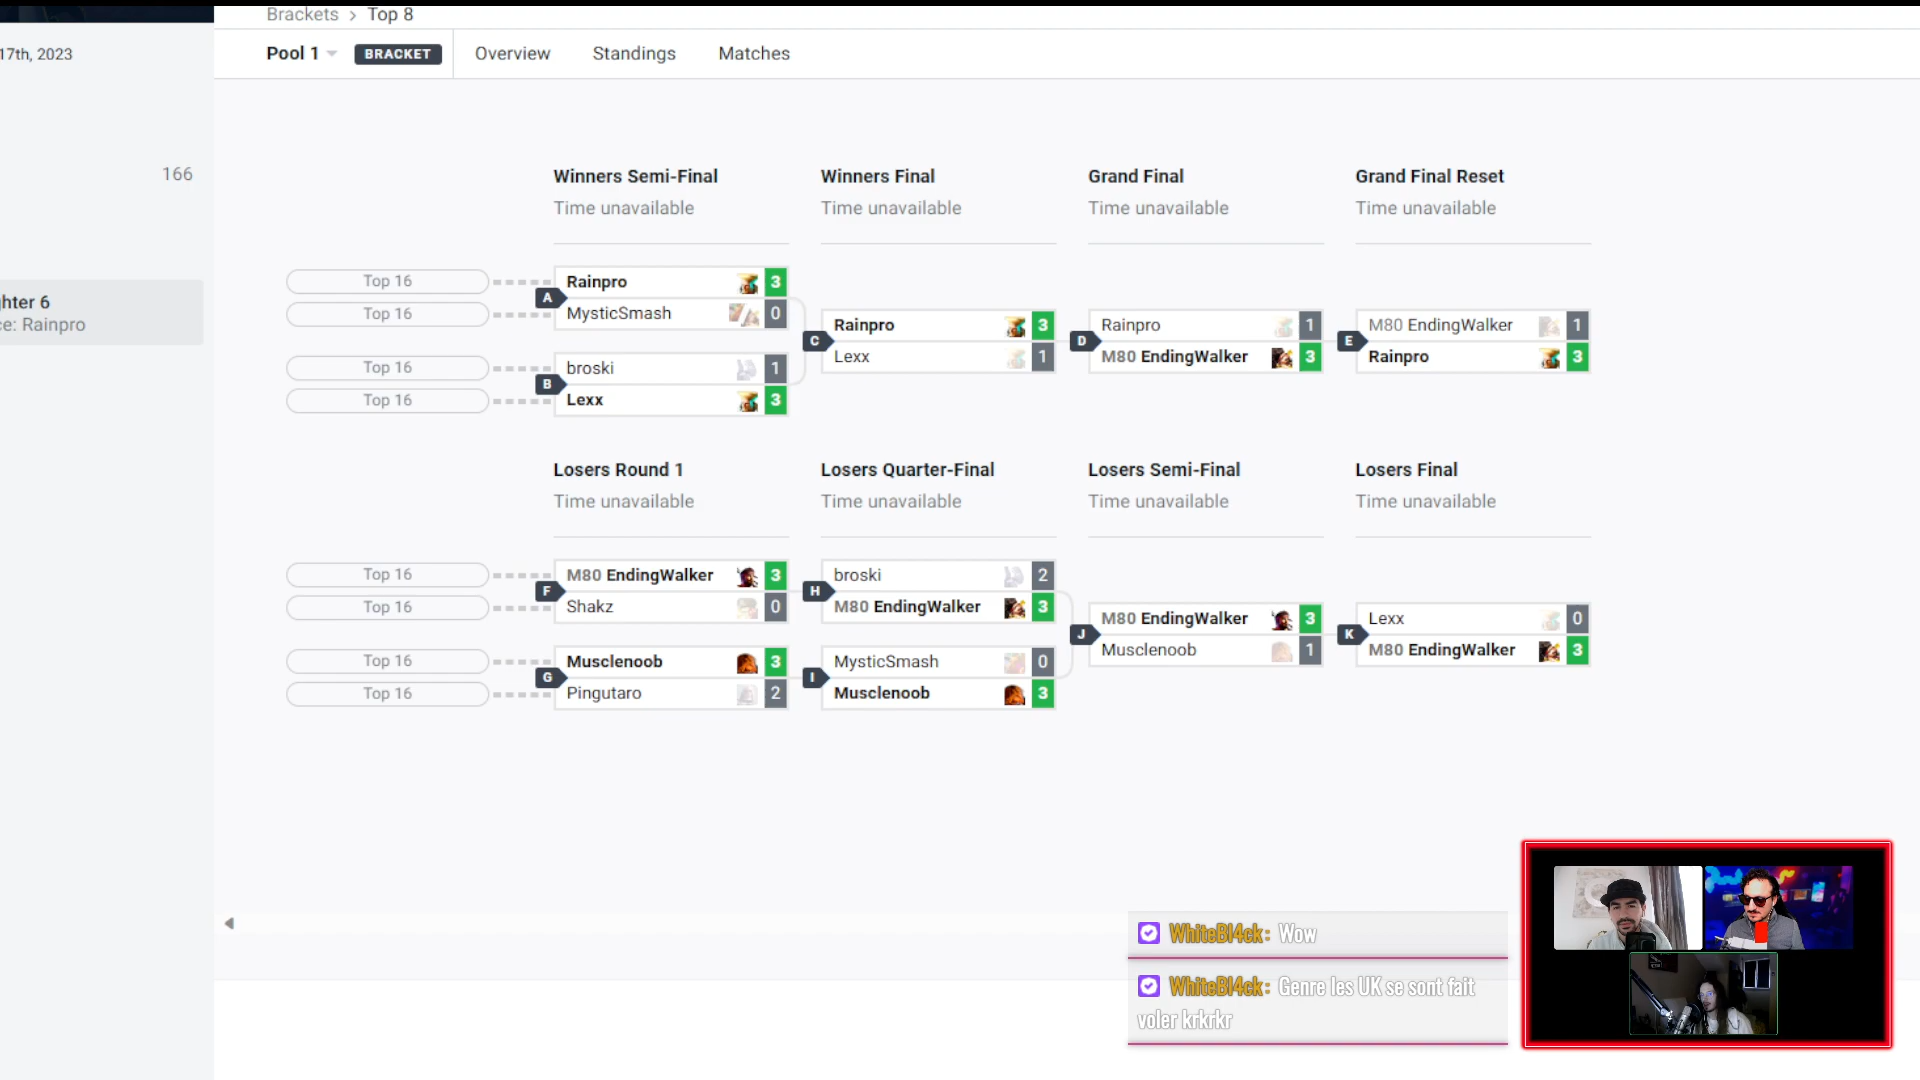 Brackets > Top 8
17th, 2023
Pool 1 BRACKET Overview Standings Matches
166
hter 6
ce: Rainpro
Winners Semi-Final
Time unavailable
Winners Final
Time unavailable
Grand Final
Time unavailable
Grand Final Reset
Time unavailable
Top 16
Top 16
A
Rainpro 3
MysticSmash 0
Top 16
Top 16
B
broski 1
Lexx 3
C
Rainpro 3
Lexx 1
D
Rainpro 1
M80 EndingWalker 3
E
M80 EndingWalker 1
Rainpro 3
Losers Round 1
Time unavailable
Losers Quarter-Final
Time unavailable
Losers Semi-Final
Time unavailable
Losers Final
Time unavailable
Top 16
Top 16
F
M80 EndingWalker 3
Shakz 0
Top 16
Top 16
G
Musclenoob 3
Pingutaro 2
H
broski 2
M80 EndingWalker 3
I
MysticSmash 0
Musclenoob 3
J
M80 EndingWalker 3
Musclenoob 1
K
Lexx 0
M80 EndingWalker 3
WhiteBl4ck: Wow
WhiteBl4ck: Genre les UK se sont fait
voler krkrkr